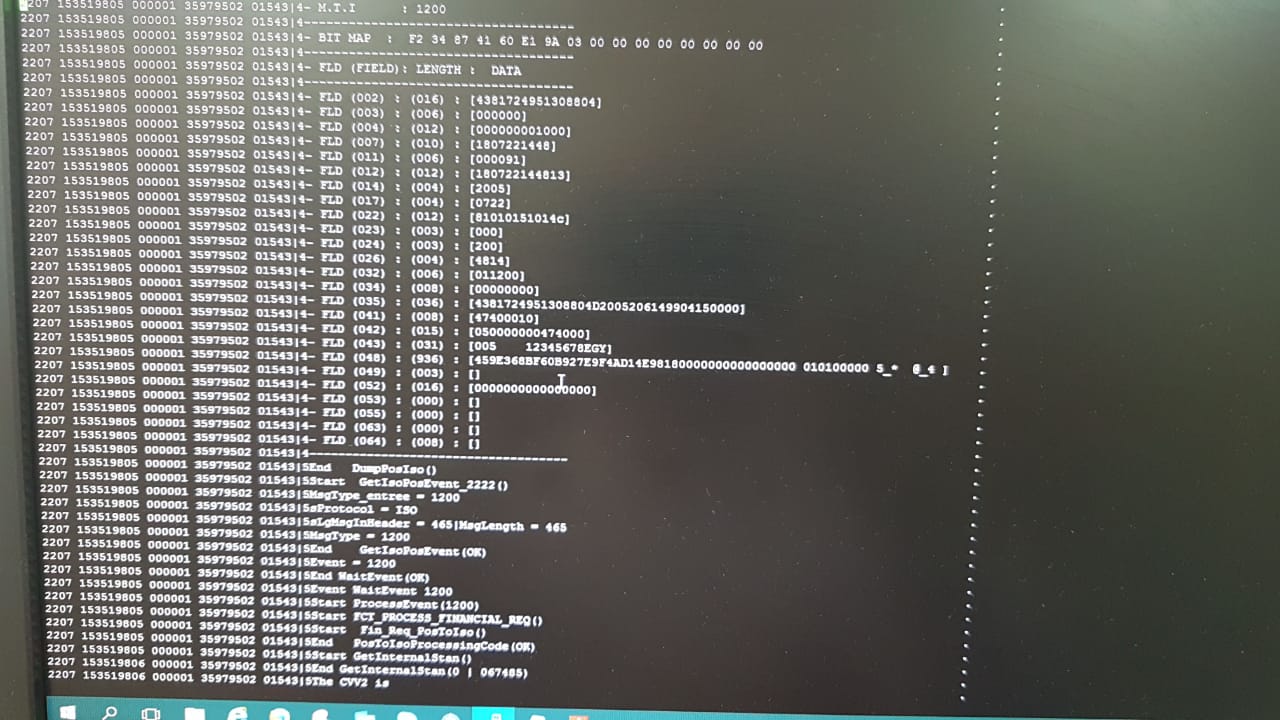 2207 153519805 000001 35979502 01543|4- M.T.I : 1200
2207 153519805 000001 35979502 01543|4------------------------------------------
2207 153519805 000001 35979502 01543|4- BIT MAP : F2 34 87 41 60 E1 9A 03 00 00 00 00 00 00 00 00
2207 153519805 000001 35979502 01543|4------------------------------------------
2207 153519805 000001 35979502 01543|4- FLD (FIELD): LENGTH : DATA
2207 153519805 000001 35979502 01543|4------------------------------------------
2207 153519805 000001 35979502 01543|4- FLD (002) : (016) : [4381724951308804]
2207 153519805 000001 35979502 01543|4- FLD (003) : (006) : [000000]
2207 153519805 000001 35979502 01543|4- FLD (004) : (012) : [000000001000]
2207 153519805 000001 35979502 01543|4- FLD (007) : (010) : [1807221448]
2207 153519805 000001 35979502 01543|4- FLD (011) : (006) : [000091]
2207 153519805 000001 35979502 01543|4- FLD (012) : (012) : [180722144813]
2207 153519805 000001 35979502 01543|4- FLD (014) : (004) : [2005]
2207 153519805 000001 35979502 01543|4- FLD (017) : (004) : [0722]
2207 153519805 000001 35979502 01543|4- FLD (022) : (012) : [81010151014c]
2207 153519805 000001 35979502 01543|4- FLD (023) : (003) : [000]
2207 153519805 000001 35979502 01543|4- FLD (024) : (003) : [200]
2207 153519805 000001 35979502 01543|4- FLD (026) : (004) : [4814]
2207 153519805 000001 35979502 01543|4- FLD (032) : (006) : [011200]
2207 153519805 000001 35979502 01543|4- FLD (034) : (008) : [00000000]
2207 153519805 000001 35979502 01543|4- FLD (035) : (036) : [4381724951308804D2005206149904150000]
2207 153519805 000001 35979502 01543|4- FLD (041) : (008) : [47400010]
2207 153519805 000001 35979502 01543|4- FLD (042) : (015) : [050000000474000]
2207 153519805 000001 35979502 01543|4- FLD (043) : (031) : [005 12345678EGY]
2207 153519805 000001 35979502 01543|4- FLD (048) : (936) : [459E368BF60B927E9F4AD14E98180000000000000000000 010100000 5_* @_4 ]
2207 153519805 000001 35979502 01543|4- FLD (049) : (003) : []
2207 153519805 000001 35979502 01543|4- FLD (052) : (016) : [0000000000000000]
2207 153519805 000001 35979502 01543|4- FLD (053) : (000) : []
2207 153519805 000001 35979502 01543|4- FLD (055) : (000) : []
2207 153519805 000001 35979502 01543|4- FLD (063) : (000) : []
2207 153519805 000001 35979502 01543|4- FLD (064) : (008) : []
2207 153519805 000001 35979502 01543|4------------------------------------------
2207 153519805 000001 35979502 01543|5End DumpPosIso()
2207 153519805 000001 35979502 01543|5Start GetIsoPosEvent_2222()
2207 153519805 000001 35979502 01543|5MsgType_entree = 1200
2207 153519805 000001 35979502 01543|5sProtocol = ISO
2207 153519805 000001 35979502 01543|5sLgMsgInHeader = 465|MsgLength = 465
2207 153519805 000001 35979502 01543|5MsgType = 1200
2207 153519805 000001 35979502 01543|5End GetIsoPosEvent(OK)
2207 153519805 000001 35979502 01543|5Event = 1200
2207 153519805 000001 35979502 01543|5End WaitEvent(OK)
2207 153519805 000001 35979502 01543|5Event WaitEvent 1200
2207 153519805 000001 35979502 01543|5Start ProcessEvent(1200)
2207 153519805 000001 35979502 01543|5Start FCT_PROCESS_FINANCIAL_REQ()
2207 153519805 000001 35979502 01543|5Start Fin_Req_PosToIso()
2207 153519805 000001 35979502 01543|5End PosToIsoProcessingCode(OK)
2207 153519805 000001 35979502 01543|5Start GetInternalStan()
2207 153519806 000001 35979502 01543|5End GetInternalStan(0 | 067485)
2207 153519806 000001 35979502 01543|5The CVV2 is